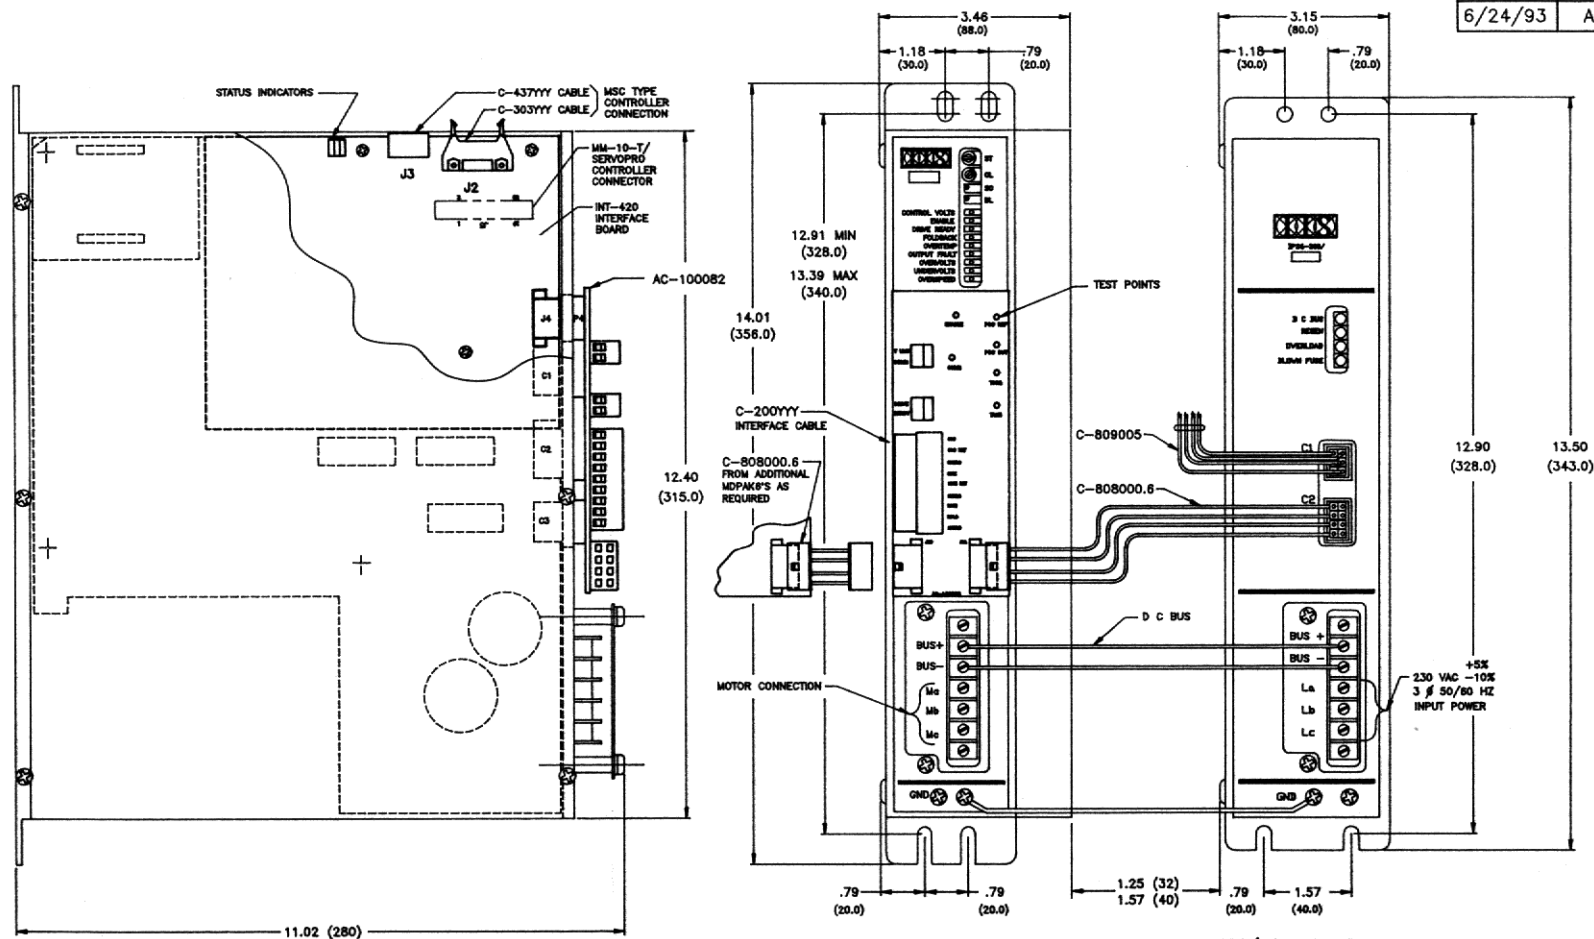 6/24/93 A
STATUS INDICATORS
C-437YYY CABLE
C-303YYY CABLE
MSC TYPE
CONTROLLER
CONNECTION
MM-10-T/
SERVOPRO
CONTROLLER
CONNECTOR
INT-420
INTERFACE
BOARD
J3
J2
AC-100082
J4
P4
C1
C2
C3
12.40
(315.0)
11.02 (280)
3.46
(88.0)
1.18
(30.0)
.79
(20.0)
12.91 MIN
(328.0)
13.39 MAX
(340.0)
14.01
(356.0)
ST
OL
CONTROL VOLTS
ENABLE
DRIVE READY
FOLDBACK
OVERTEMP
OUTPUT FAULT
OVERVOLTS
UNDERVOLTS
OVERSPEED
TEST POINTS
C-200YYY
INTERFACE CABLE
C-808000.6
FROM ADDITIONAL
MDPAK8'S AS
REQUIRED
BUS+
BUS-
MOTOR CONNECTION
Ma
Mb
Mc
GND
.79
(20.0)
.79
(20.0)
1.25 (32)
1.57 (40)
3.15
(80.0)
1.18
(30.0)
.79
(20.0)
D C BUS
OVERLOAD
BLOWN FUSE
C-809005
C1
C-808000.6
C2
D C BUS
BUS +
BUS -
La
Lb
Lc
+5%
230 VAC -10%
3 ϕ 50/60 HZ
INPUT POWER
GND
12.90
(328.0)
13.50
(343.0)
.79
(20.0)
1.57
(40.0)